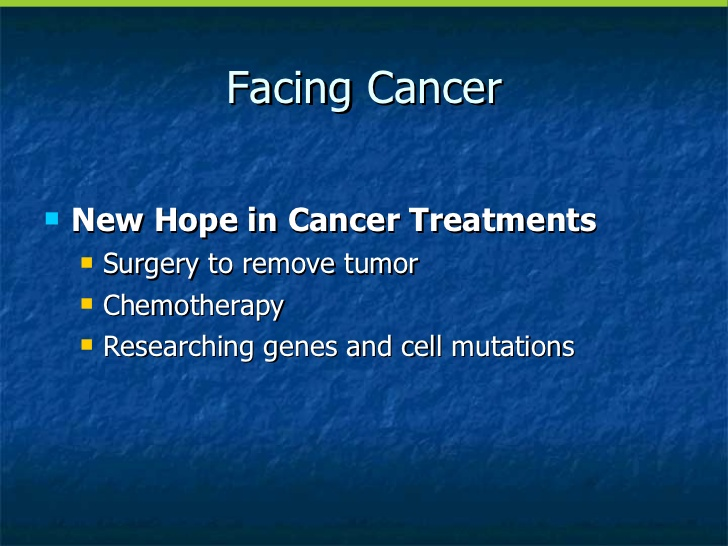 Facing Cancer
New Hope in Cancer Treatments
Surgery to remove tumor
Chemotherapy
Researching genes and cell mutations